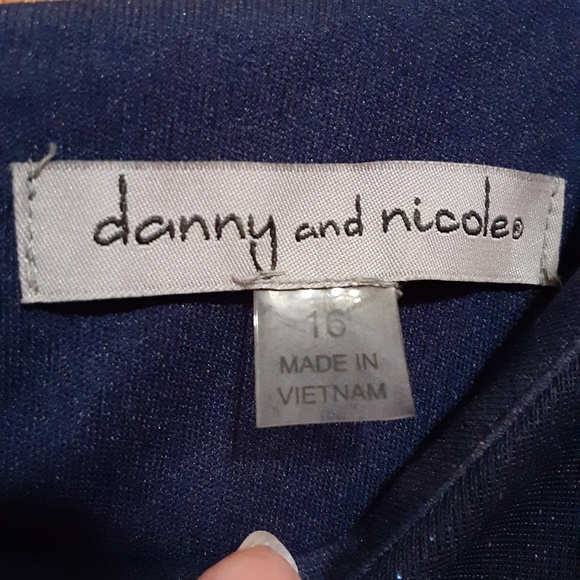 danny and nicole®
16
MADE IN
VIETNAM